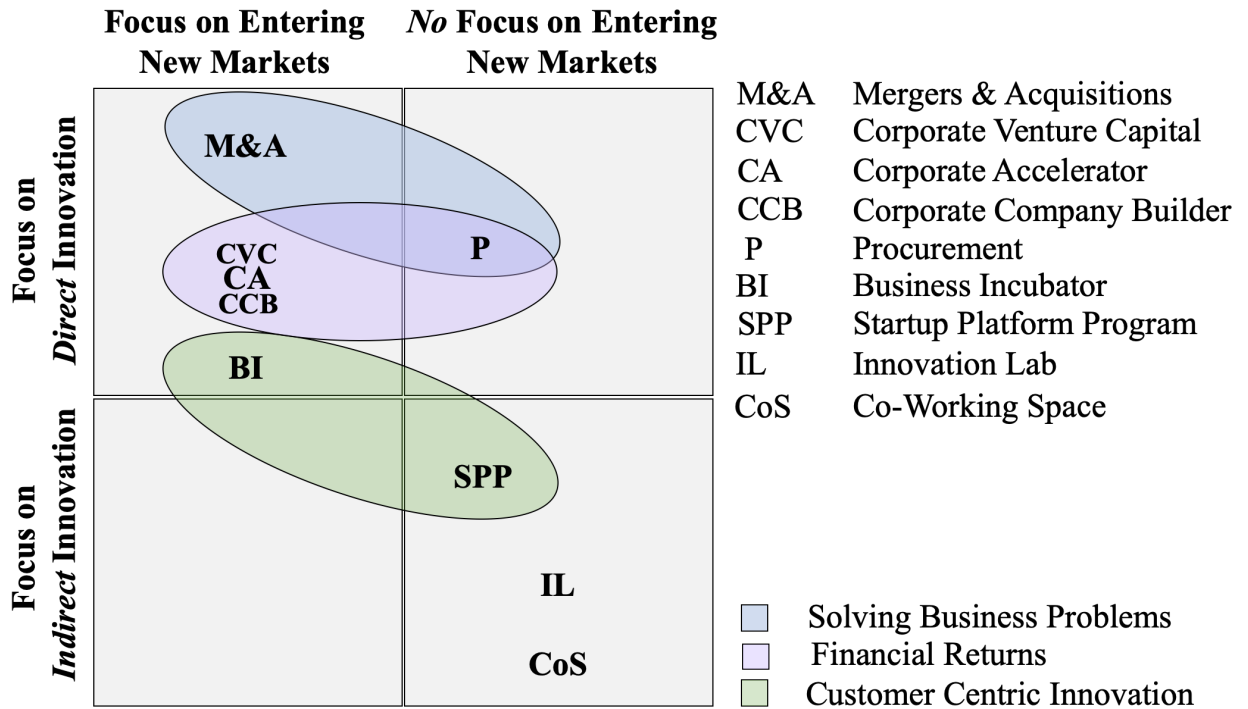 Focus on Entering
New Markets
No Focus on Entering
New Markets
Focus on
Direct Innovation
Focus on
Indirect Innovation
M&A
P
CVC
CA
CCB
BI
SPP
IL
CoS
M&A Mergers & Acquisitions
CVC Corporate Venture Capital
CA Corporate Accelerator
CCB Corporate Company Builder
P Procurement
BI Business Incubator
SPP Startup Platform Program
IL Innovation Lab
CoS Co-Working Space
Solving Business Problems
Financial Returns
Customer Centric Innovation